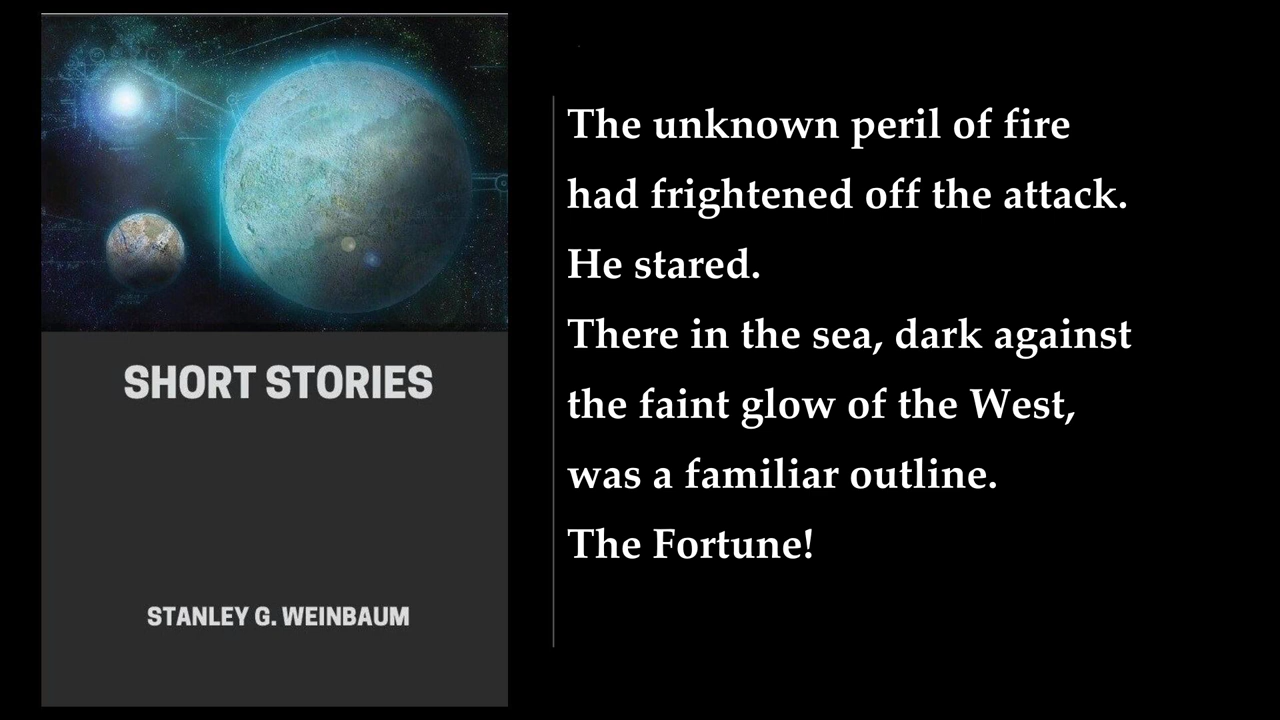 SHORT STORIES
STANLEY G. WEINBAUM
The unknown peril of fire
had frightened off the attack.
He stared.
There in the sea, dark against
the faint glow of the West,
was a familiar outline.
The Fortune!